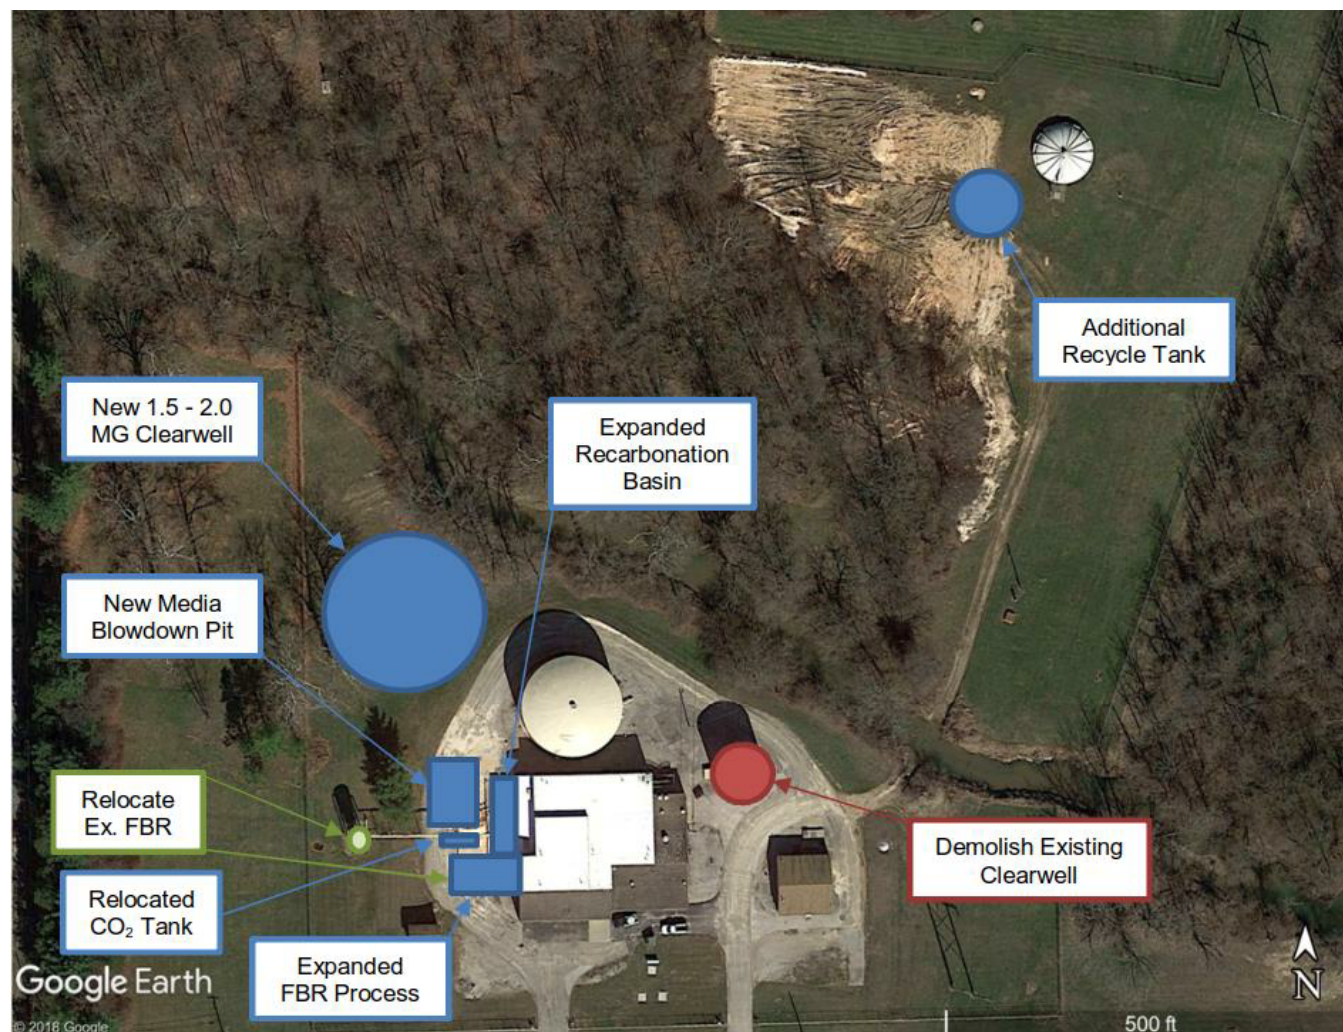 Additional
Recycle Tank
New 1.5 - 2.0
MG Clearwell
Expanded
Recarbonation
Basin
New Media
Blowdown Pit
Relocate
Ex. FBR
Demolish Existing
Clearwell
Relocated
CO₂ Tank
Expanded
FBR Process
Google Earth
© 2018 Google
N
500 ft